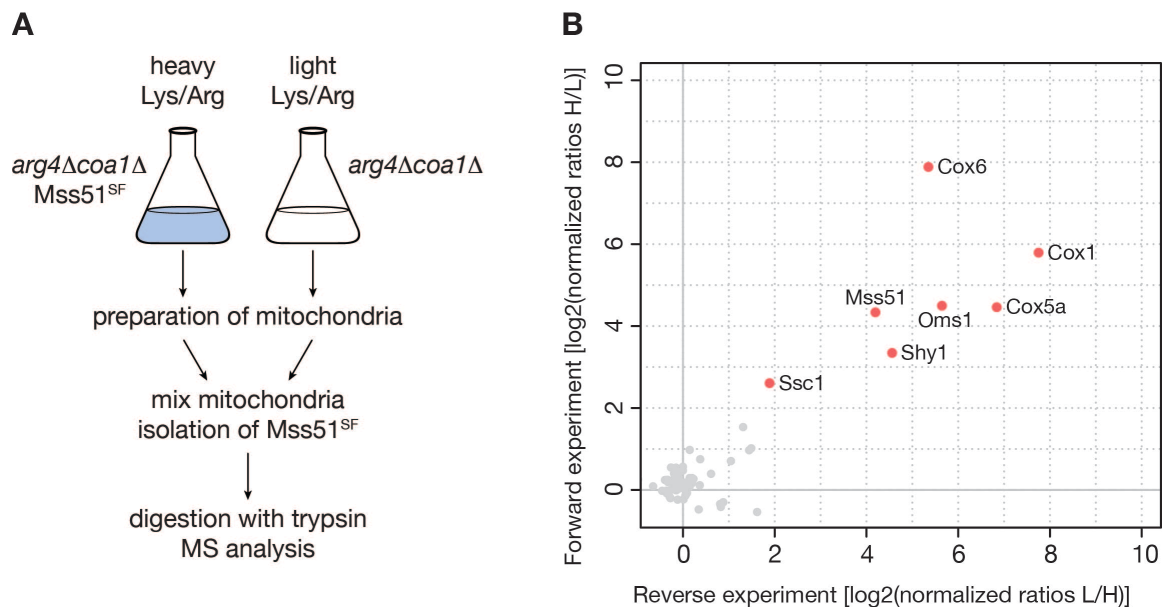 A
heavy
Lys/Arg
light
Lys/Arg
arg4Δcoa1Δ
Mss51SF
arg4Δcoa1Δ
preparation of mitochondria
mix mitochondria
isolation of Mss51SF
digestion with trypsin
MS analysis
B
Forward experiment [log2(normalized ratios H/L)]
10
8
6
4
2
0
Cox6
Cox1
Mss51
Oms1
Cox5a
Shy1
Ssc1
0 2 4 6 8 10
Reverse experiment [log2(normalized ratios L/H)]